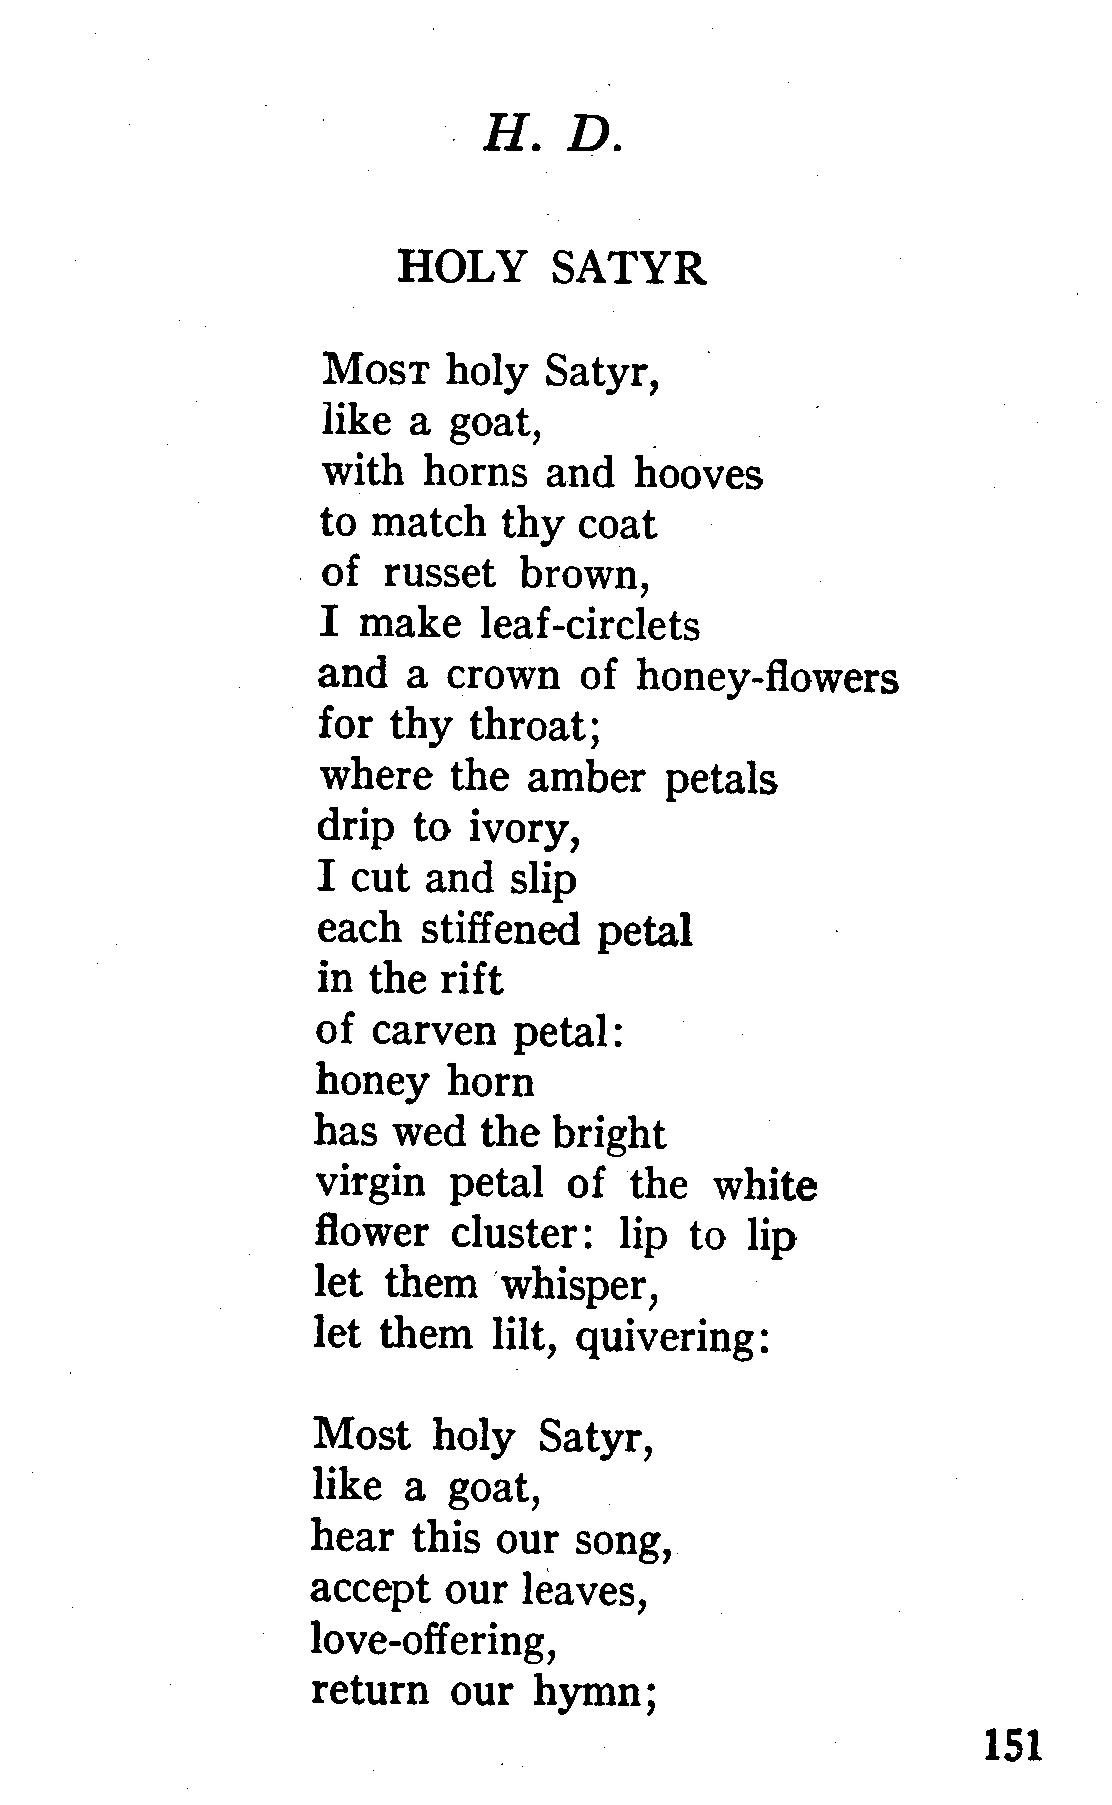 H. D.
HOLY SATYR
MOST holy Satyr,
like a goat,
with horns and hooves
to match thy coat
of russet brown,
I make leaf-circlets
and a crown of honey-flowers
for thy throat;
where the amber petals
drip to ivory,
I cut and slip
each stiffened petal
in the rift
of carven petal:
honey horn
has wed the bright
virgin petal of the white
flower cluster: lip to lip
let them whisper,
let them lilt, quivering:
Most holy Satyr,
like a goat,
hear this our song,
accept our leaves,
love-offering,
return our hymn;
151